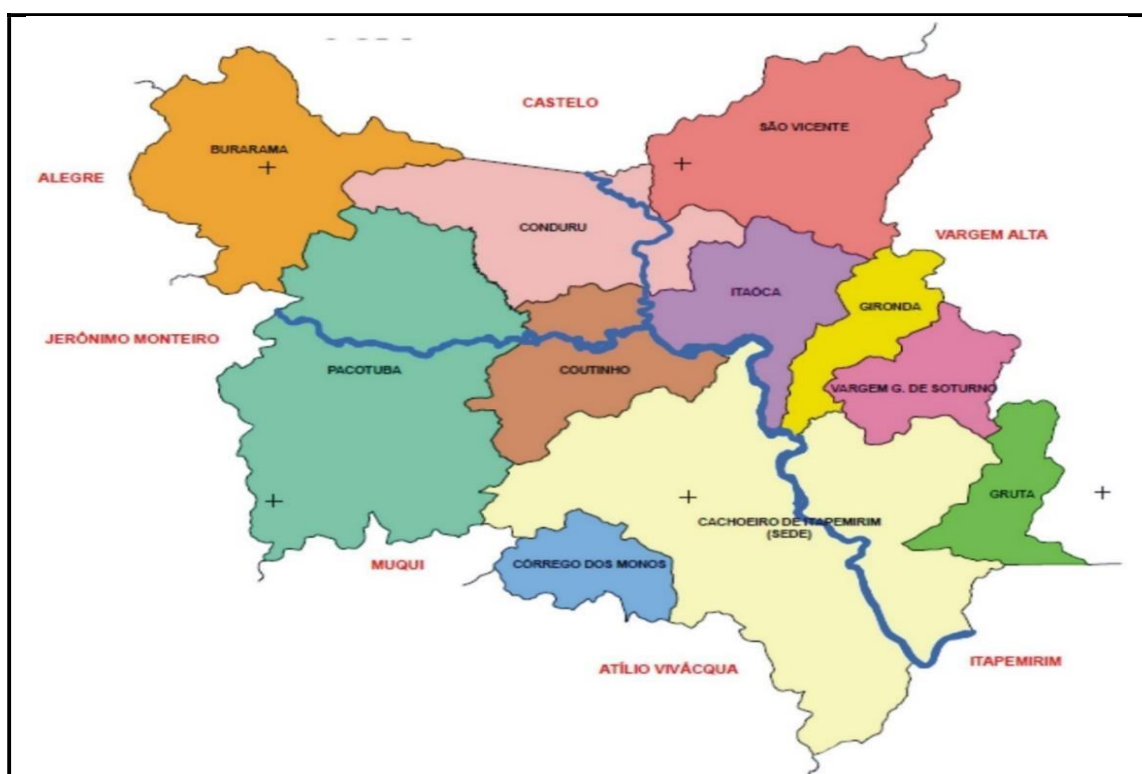 CASTELO
SÃO VICENTE
BURARAMA
ALEGRE
CONDURU
VARGEM ALTA
ITAÓCA
GIRONDA
JERÔNIMO MONTEIRO
PACOTUBA
COUTINHO
VARGEM G. DE SOTURNO
GRUTA
CACHOEIRO DE ITAPEMIRIM
(SEDE)
MUQUI
CÓRREGO DOS MONOS
ATÍLIO VIVÁCQUA
ITAPEMIRIM